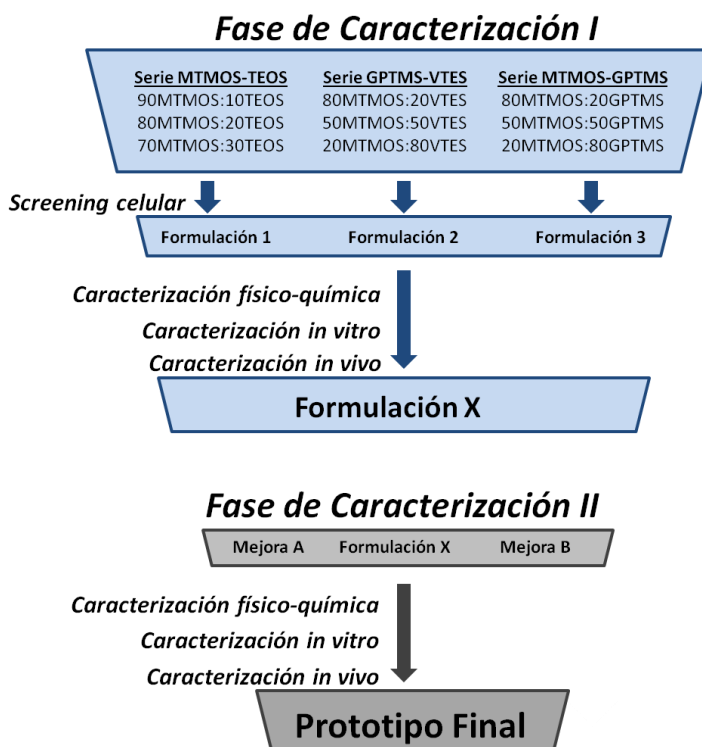 Fase de Caracterización I
Serie MTMOS-TEOS Serie GPTMS-VTES Serie MTMOS-GPTMS
90MTMOS:10TEOS 80MTMOS:20VTES 80MTMOS:20GPTMS
80MTMOS:20TEOS 50MTMOS:50VTES 50MTMOS:50GPTMS
70MTMOS:30TEOS 20MTMOS:80VTES 20MTMOS:80GPTMS
Screening celular
Formulación 1 Formulación 2 Formulación 3
Caracterización físico-química
Caracterización in vitro
Caracterización in vivo
Formulación X
Fase de Caracterización II
Mejora A Formulación X Mejora B
Caracterización físico-química
Caracterización in vitro
Caracterización in vivo
Prototipo Final